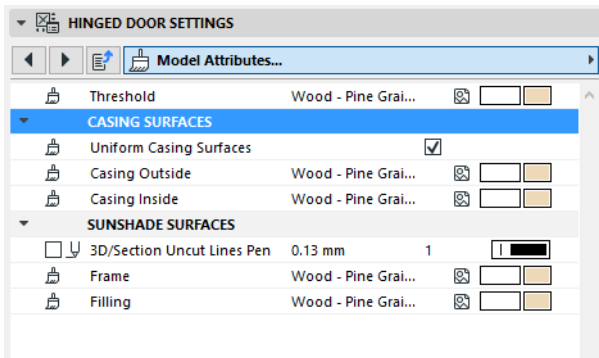 HINGED DOOR SETTINGS
Model Attributes...
Threshold Wood - Pine Grai...
CASING SURFACES
Uniform Casing Surfaces
Casing Outside Wood - Pine Grai...
Casing Inside Wood - Pine Grai...
SUNSHADE SURFACES
3D/Section Uncut Lines Pen 0.13 mm 1
Frame Wood - Pine Grai...
Filling Wood - Pine Grai...